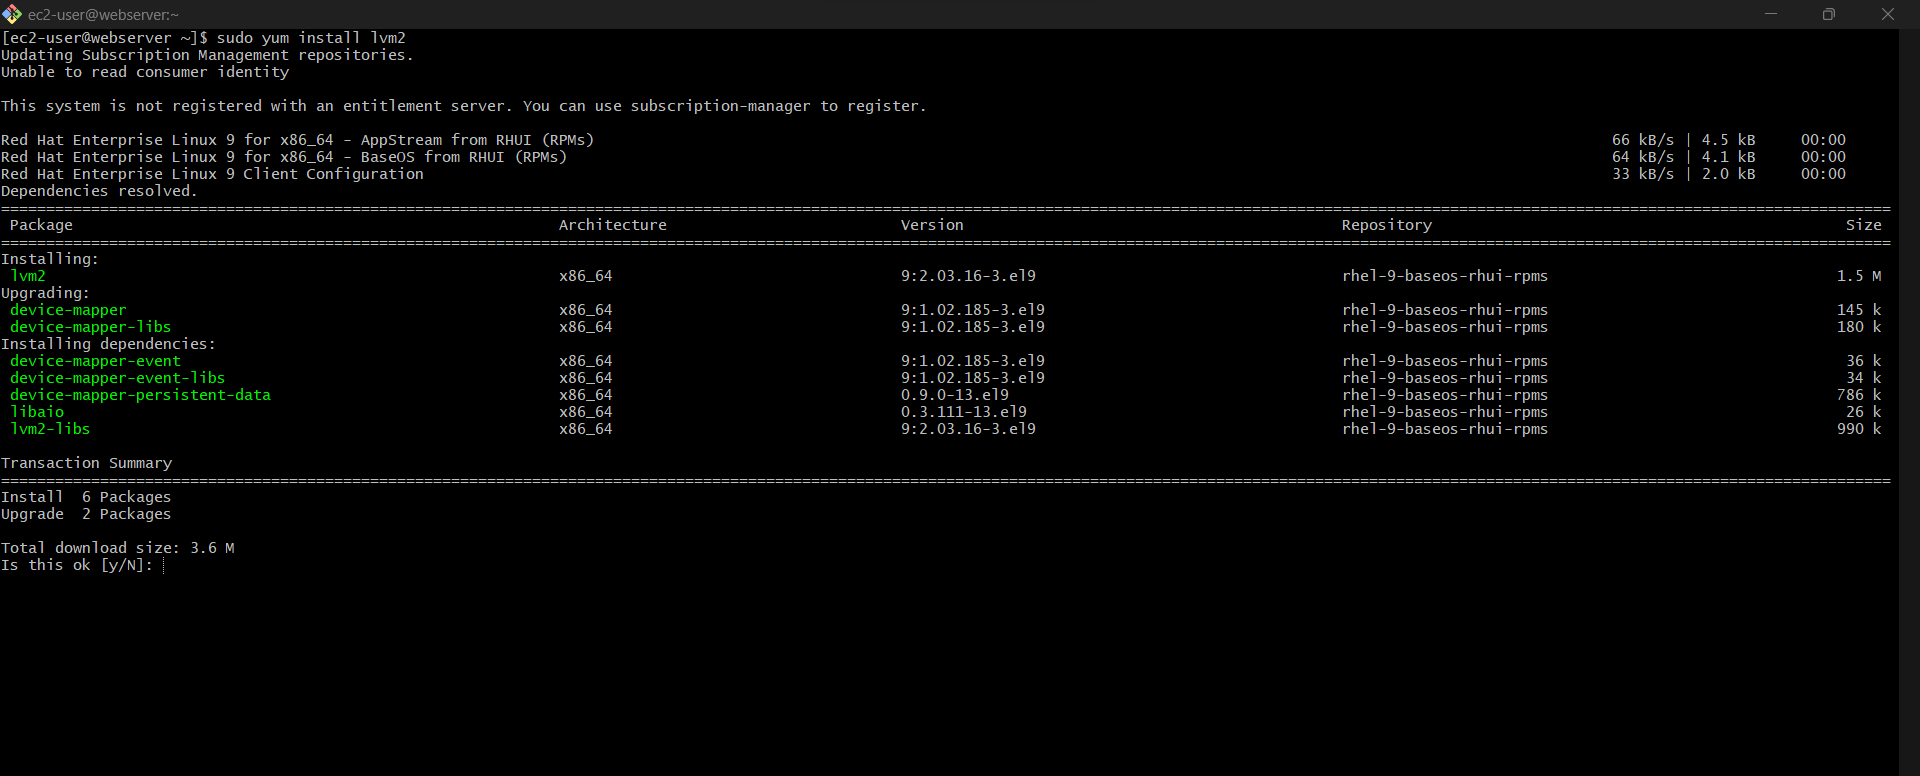 ec2-user@webserver:~
[ec2-user@webserver ~]$ sudo yum install lvm2
Updating Subscription Management repositories.
Unable to read consumer identity
This system is not registered with an entitlement server. You can use subscription-manager to register.
Red Hat Enterprise Linux 9 for x86_64 - AppStream from RHUI (RPMs) 66 kB/s | 4.5 kB 00:00
Red Hat Enterprise Linux 9 for x86_64 - BaseOS from RHUI (RPMs) 64 kB/s | 4.1 kB 00:00
Red Hat Enterprise Linux 9 Client Configuration 33 kB/s | 2.0 kB 00:00
Dependencies resolved.
================================================================================
Package Architecture Version Repository Size
================================================================================
Installing:
lvm2 x86_64 9:2.03.16-3.el9 rhel-9-baseos-rhui-rpms 1.5 M
Upgrading:
device-mapper x86_64 9:1.02.185-3.el9 rhel-9-baseos-rhui-rpms 145 k
device-mapper-libs x86_64 9:1.02.185-3.el9 rhel-9-baseos-rhui-rpms 180 k
Installing dependencies:
device-mapper-event x86_64 9:1.02.185-3.el9 rhel-9-baseos-rhui-rpms 36 k
device-mapper-event-libs x86_64 9:1.02.185-3.el9 rhel-9-baseos-rhui-rpms 34 k
device-mapper-persistent-data x86_64 0.9.0-13.el9 rhel-9-baseos-rhui-rpms 786 k
libaio x86_64 0.3.111-13.el9 rhel-9-baseos-rhui-rpms 26 k
lvm2-libs x86_64 9:2.03.16-3.el9 rhel-9-baseos-rhui-rpms 990 k
Transaction Summary
================================================================================
Install 6 Packages
Upgrade 2 Packages
Total download size: 3.6 M
Is this ok [y/N]: